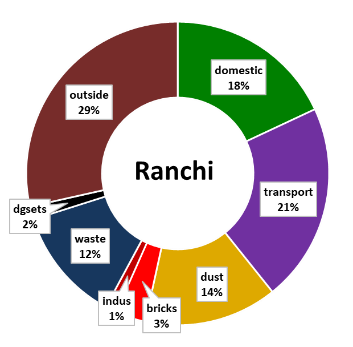 domestic
18%
transport
21%
dust
14%
bricks
3%
indus
1%
waste
12%
dgsets
2%
outside
29%
Ranchi